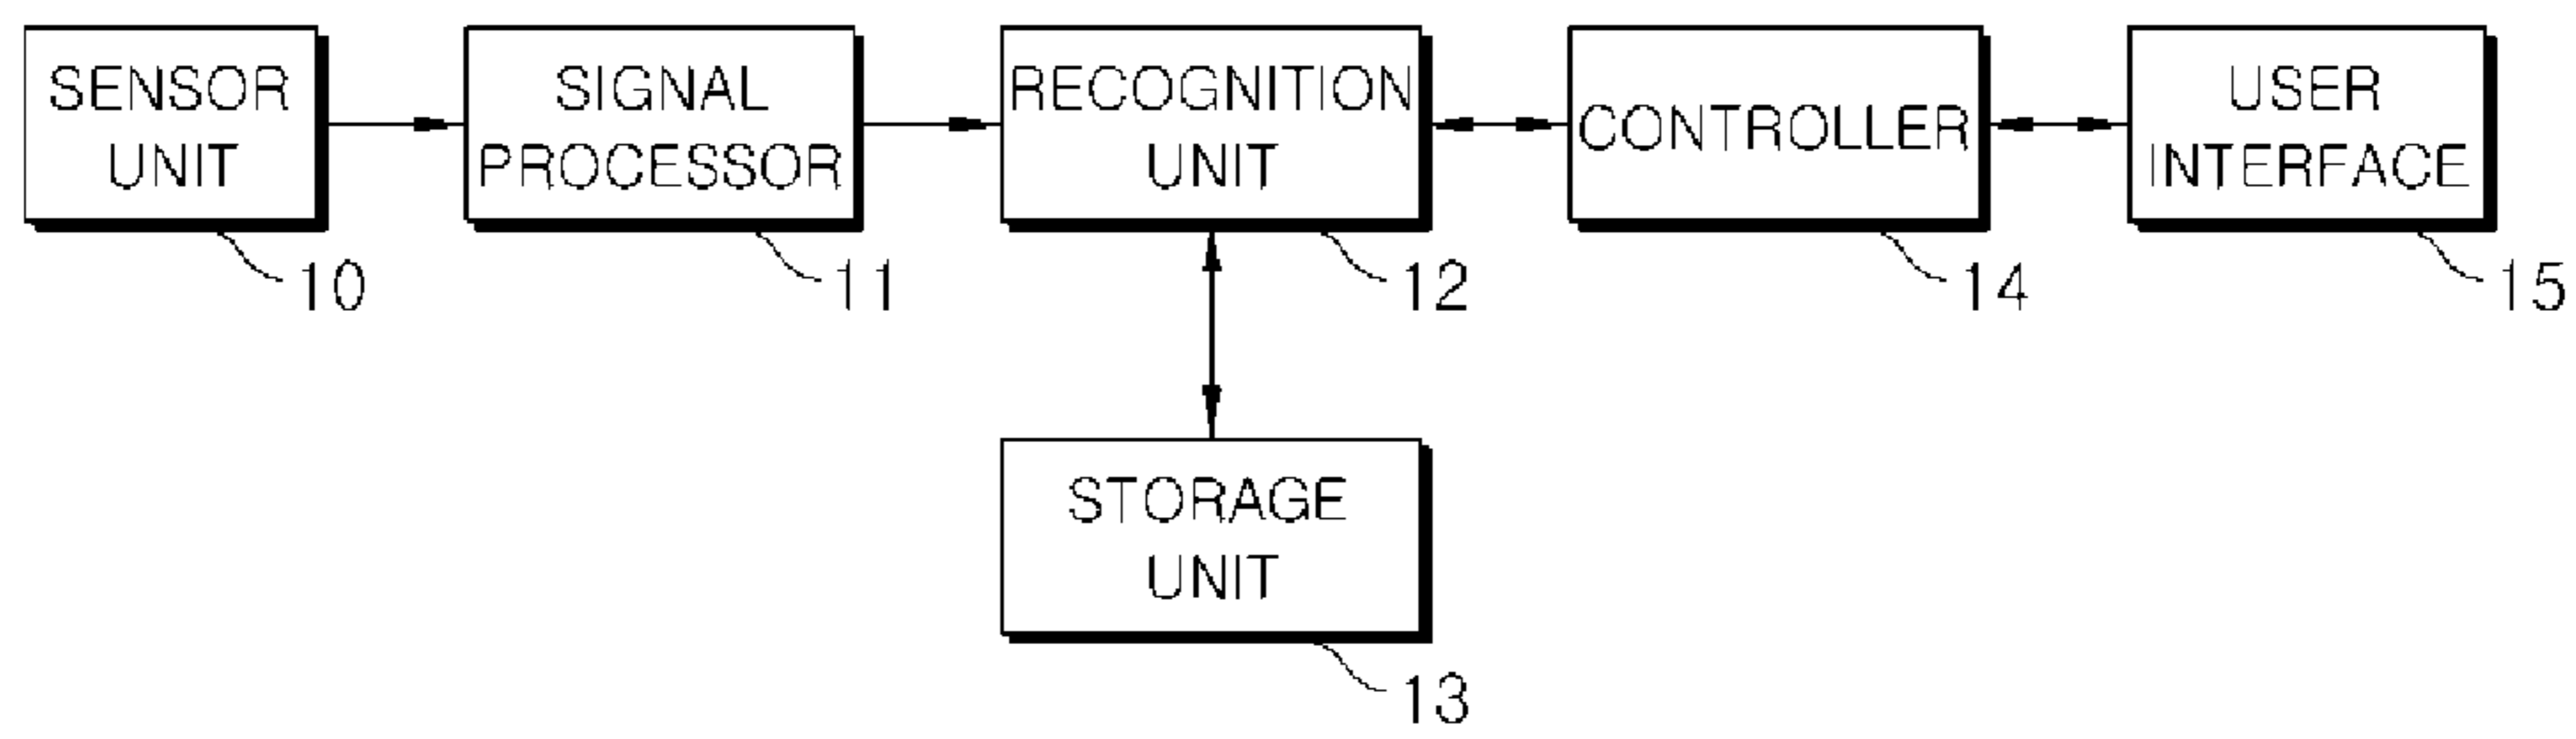 SENSOR
UNIT
SIGNAL
PROCESSOR
RECOGNITION
UNIT
CONTROLLER
USER
INTERFACE
10
11
12
14
15
STORAGE
UNIT
13